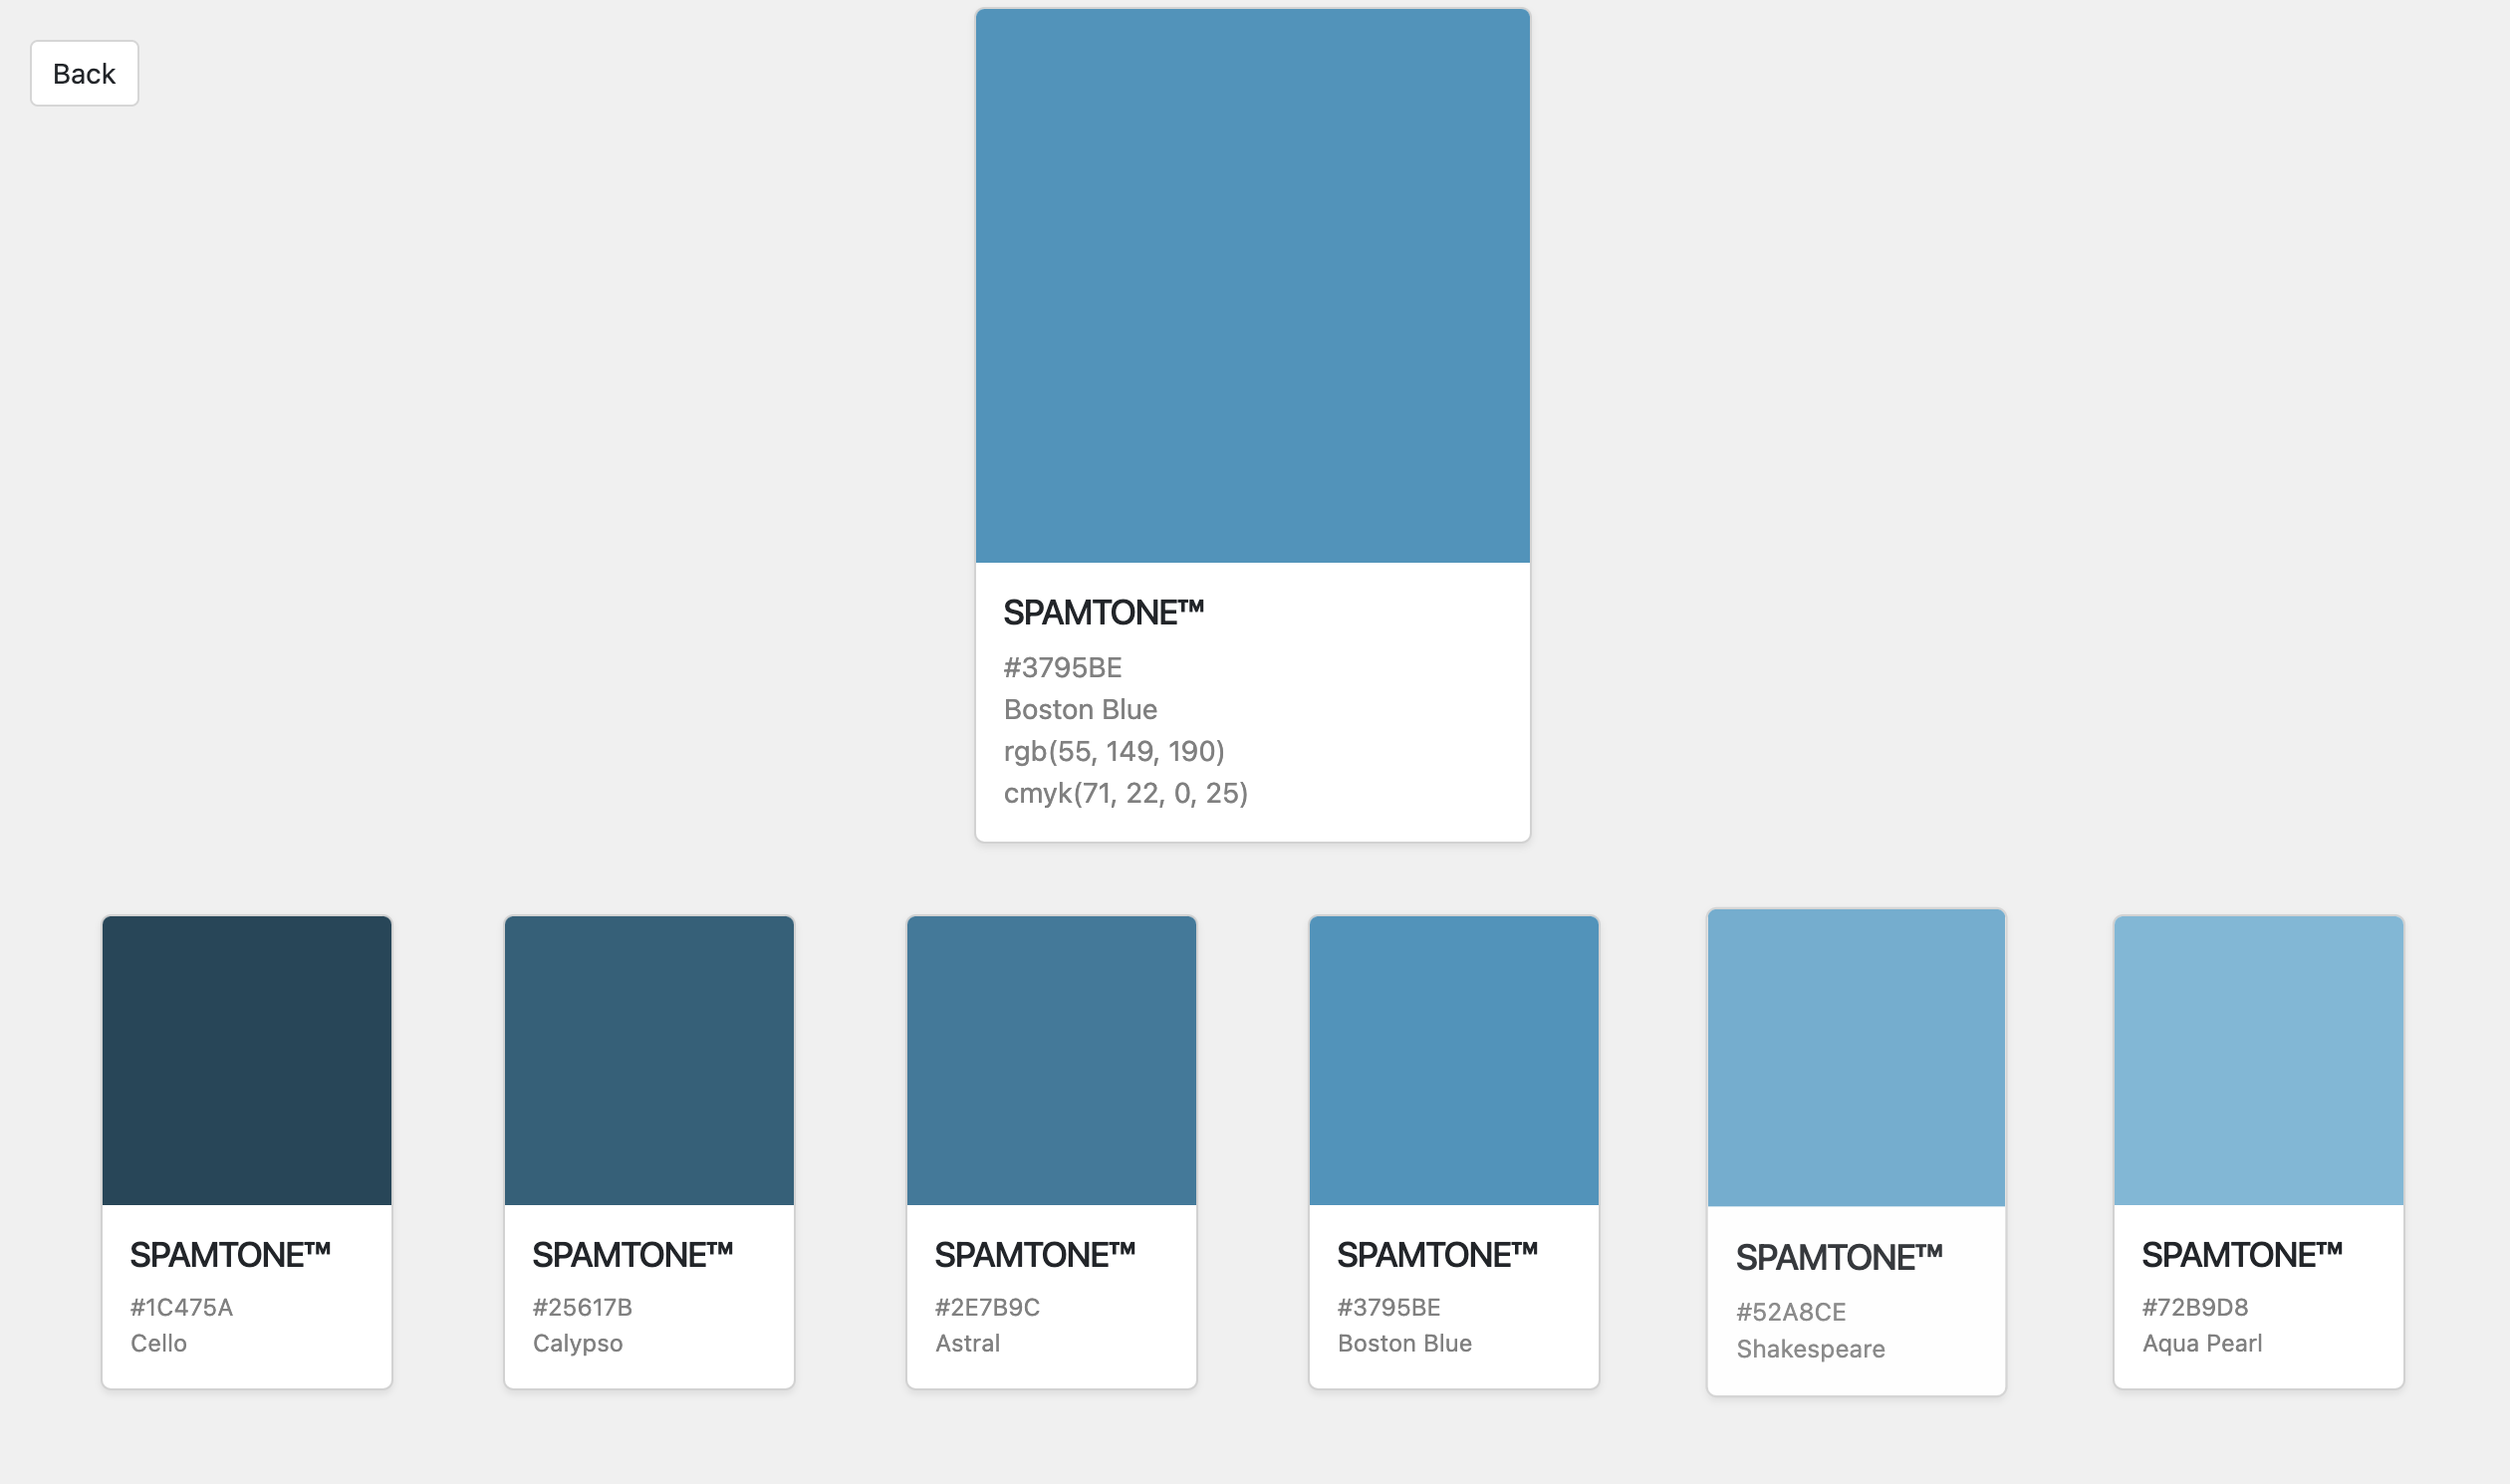 Back
SPAMTONE™
#3795BE
Boston Blue
rgb(55, 149, 190)
cmyk(71, 22, 0, 25)
SPAMTONE™
#1C475A
Cello
SPAMTONE™
#25617B
Calypso
SPAMTONE™
#2E7B9C
Astral
SPAMTONE™
#3795BE
Boston Blue
SPAMTONE™
#52A8CE
Shakespeare
SPAMTONE™
#72B9D8
Aqua Pearl